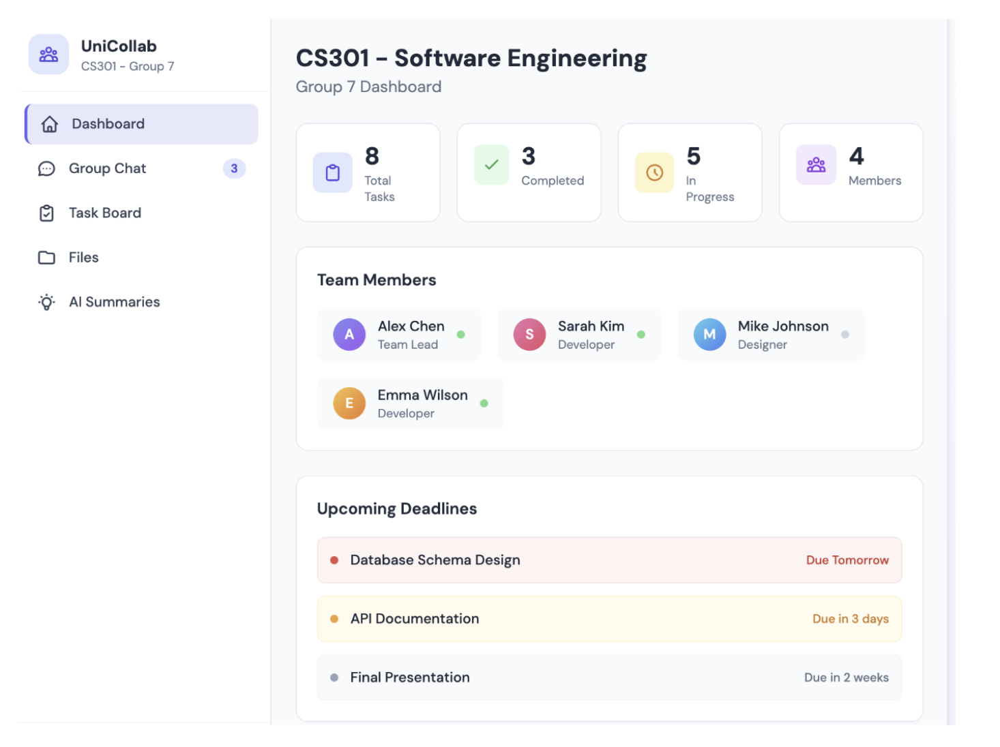 UniCollab
CS301 - Group 7
Dashboard
Group Chat 3
Task Board
Files
AI Summaries
CS301 - Software Engineering
Group 7 Dashboard
8
Total
Tasks
3
Completed
5
In
Progress
4
Members
Team Members
A
Alex Chen
Team Lead
S
Sarah Kim
Developer
M
Mike Johnson
Designer
E
Emma Wilson
Developer
Upcoming Deadlines
Database Schema Design Due Tomorrow
API Documentation Due in 3 days
Final Presentation Due in 2 weeks